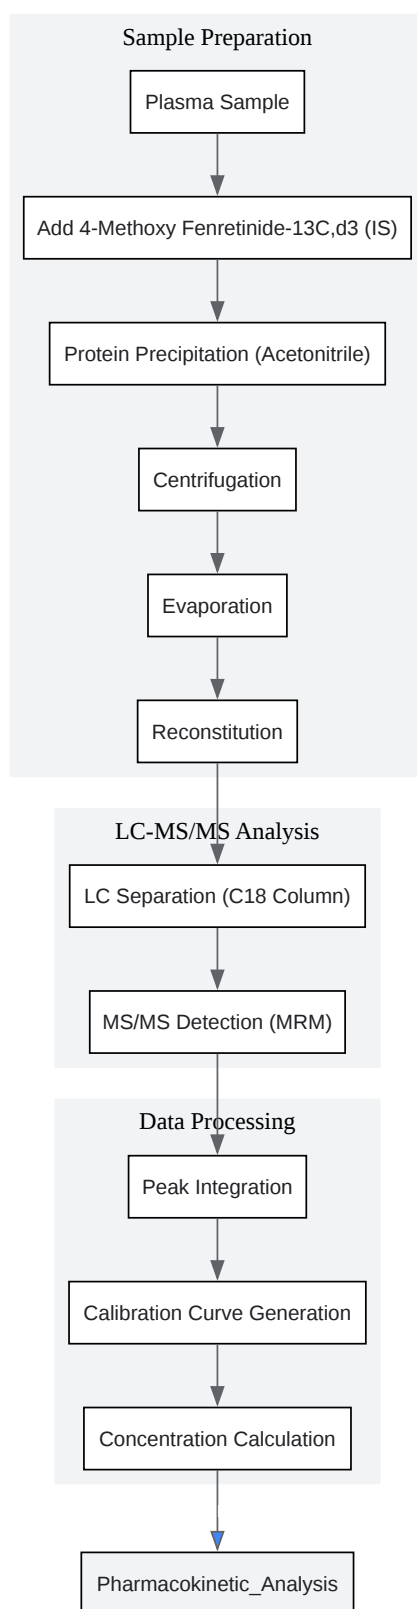 Sample Preparation
Plasma Sample
Add 4-Methoxy Fenretinide-13C,d3 (IS)
Protein Precipitation (Acetonitrile)
Centrifugation
Evaporation
Reconstitution
LC-MS/MS Analysis
LC Separation (C18 Column)
MS/MS Detection (MRM)
Data Processing
Peak Integration
Calibration Curve Generation
Concentration Calculation
Pharmacokinetic_Analysis